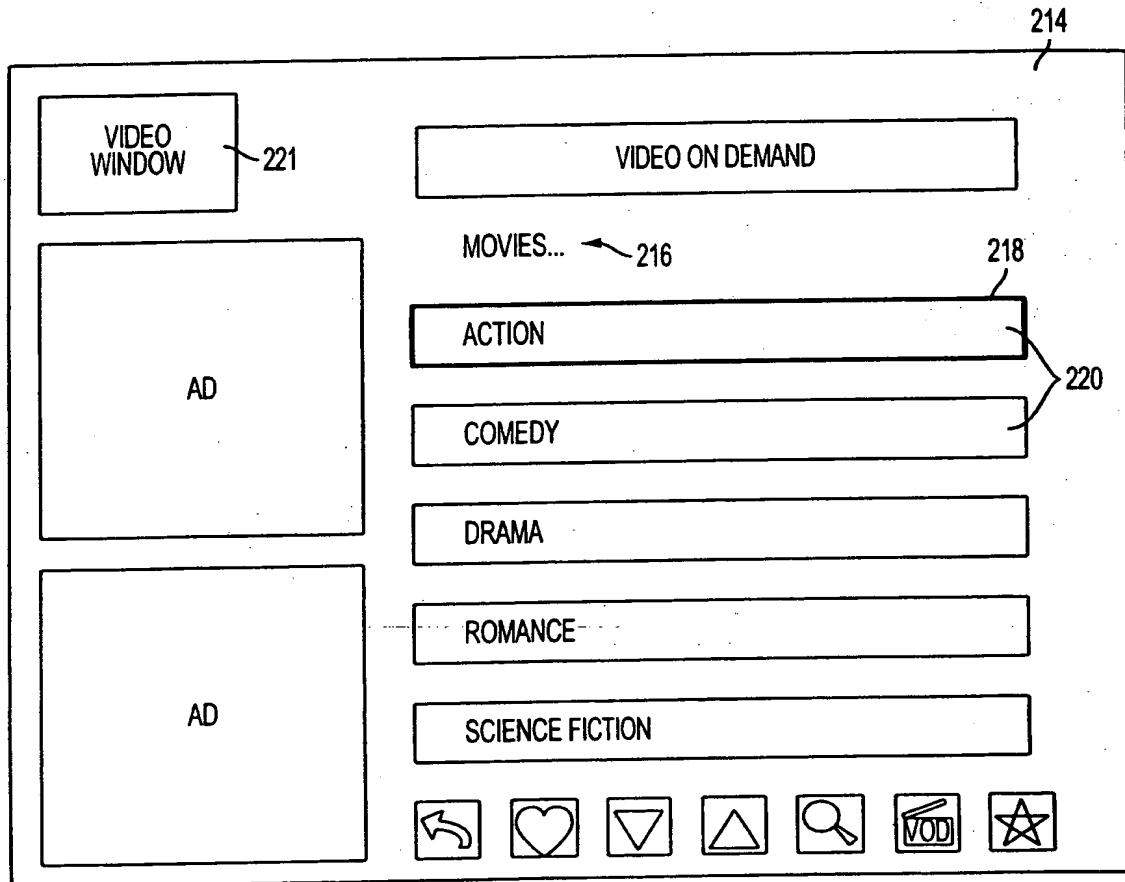 214
VIDEO
WINDOW
221
VIDEO ON DEMAND
MOVIES...
216
218
ACTION
220
COMEDY
DRAMA
ROMANCE
SCIENCE FICTION
AD
AD
VOD